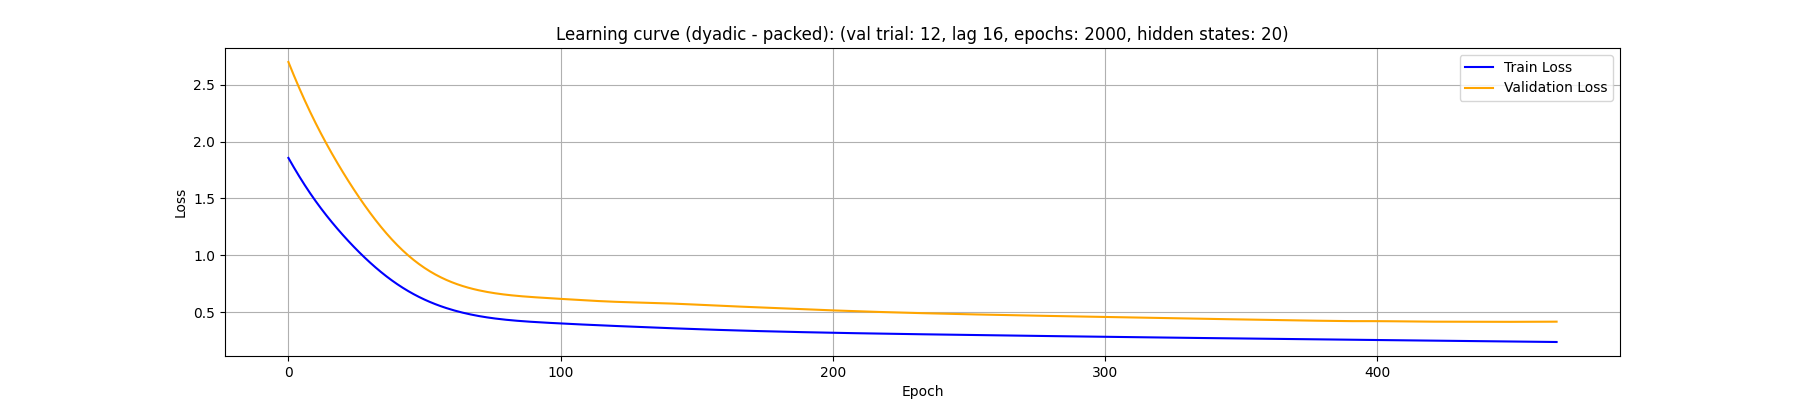 Learning curve (dyadic - packed): (val trial: 12, lag 16, epochs: 2000, hidden states: 20)
Train Loss
Validation Loss
Loss
2.5
2.0
1.5
1.0
0.5
0 100 200 300 400
Epoch